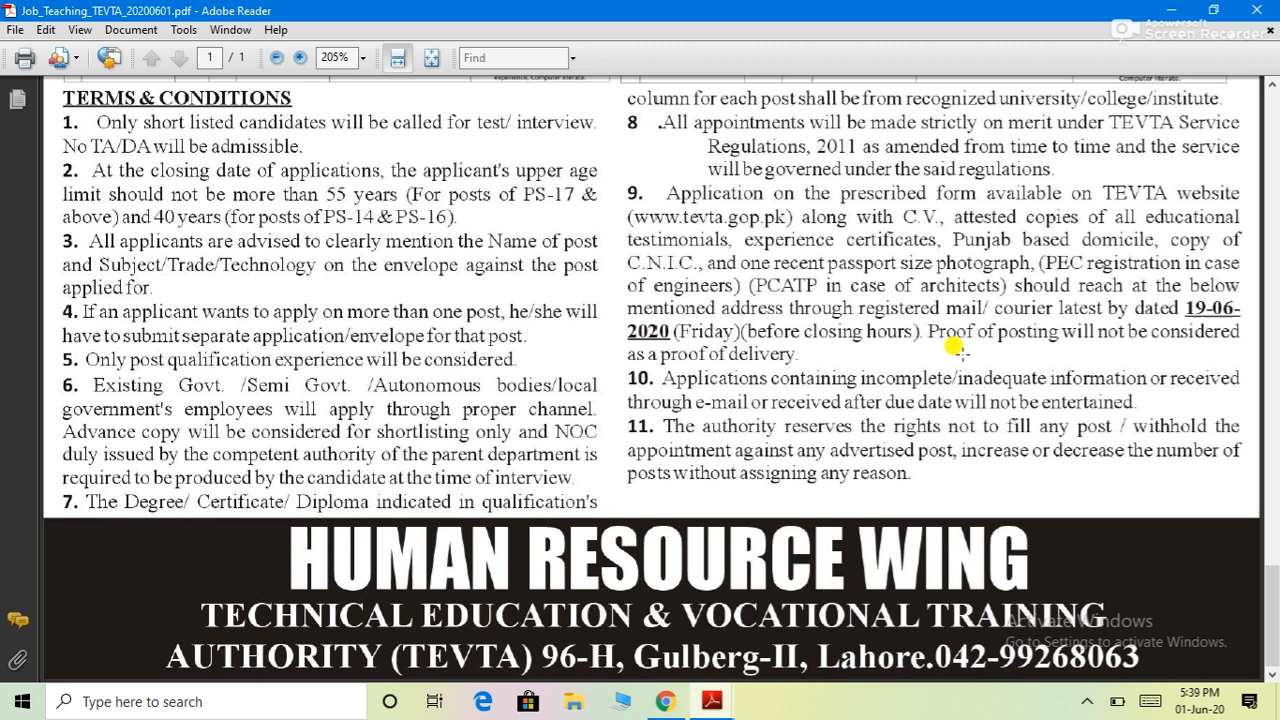 Job_Teaching_TEVTA_20200601.pdf - Adobe Reader
File Edit View Document Tools Window Help
Apowersoft
Screen Recorder
1 / 1 205% Find
experience, Computer literate.
Computer literate.
TERMS & CONDITIONS
1. Only short listed candidates will be called for test/ interview.
No TA/DA will be admissible.
2. At the closing date of applications, the applicant's upper age
limit should not be more than 55 years (For posts of PS-17 &
above) and 40 years (for posts of PS-14 & PS-16).
3. All applicants are advised to clearly mention the Name of post
and Subject/Trade/Technology on the envelope against the post
applied for.
4. If an applicant wants to apply on more than one post, he/she will
have to submit separate application/envelope for that post.
5. Only post qualification experience will be considered.
6. Existing Govt. /Semi Govt. /Autonomous bodies/local
government's employees will apply through proper channel.
Advance copy will be considered for shortlisting only and NOC
duly issued by the competent authority of the parent department is
required to be produced by the candidate at the time of interview.
7. The Degree/ Certificate/ Diploma indicated in qualification's
column for each post shall be from recognized university/college/institute.
8 .All appointments will be made strictly on merit under TEVTA Service
Regulations, 2011 as amended from time to time and the service
will be governed under the said regulations.
9. Application on the prescribed form available on TEVTA website
(www.tevta.gop.pk) along with C.V., attested copies of all educational
testimonials, experience certificates, Punjab based domicile, copy of
C.N.I.C., and one recent passport size photograph, (PEC registration in case
of engineers) (PCATP in case of architects) should reach at the below
mentioned address through registered mail/ courier latest by dated 19-06-
2020 (Friday)(before closing hours). Proof of posting will not be considered
as a proof of delivery.
10. Applications containing incomplete/inadequate information or received
through e-mail or received after due date will not be entertained.
11. The authority reserves the rights not to fill any post / withhold the
appointment against any advertised post, increase or decrease the number of
posts without assigning any reason.
HUMAN RESOURCE WING
TECHNICAL EDUCATION & VOCATIONAL TRAINING
AUTHORITY (TEVTA) 96-H, Gulberg-II, Lahore.042-99268063
Activate Windows
Go to Settings to activate Windows.
Type here to search
5:39 PM
01-Jun-20